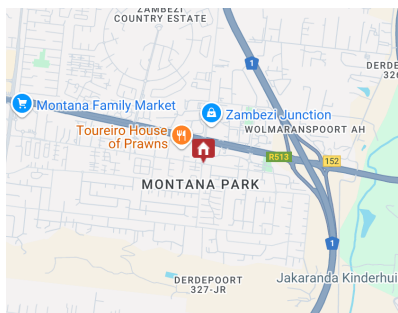 ZAMBEZI
COUNTRY ESTATE
1
DERDE
326
Montana Family Market
Zambezi Junction
Toureiro House
of Prawns
WOLMARANSPOORT AH
R513
152
MONTANA PARK
1
DERDEPOORT
327-JR
Jakaranda Kinderhui